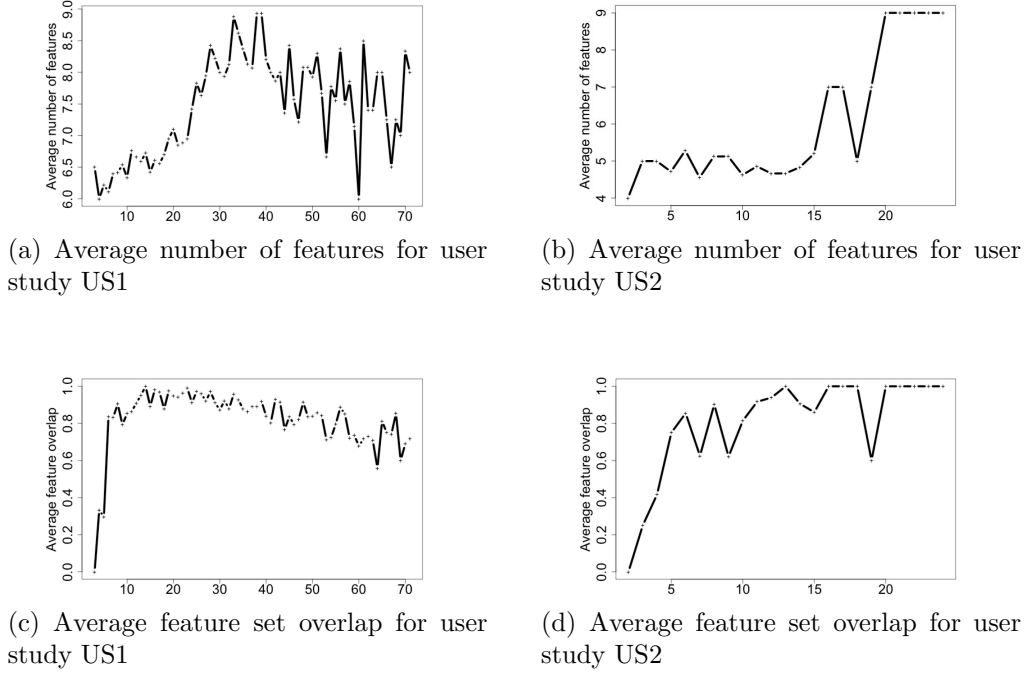 Average number of features
6.0 6.5 7.0 7.5 8.0 8.5 9.0
10 20 30 40 50 60 70
(a) Average number of features for user
study US1
Average number of features
4 5 6 7 8 9
5 10 15 20
(b) Average number of features for user
study US2
Average feature overlap
0.0 0.2 0.4 0.6 0.8 1.0
10 20 30 40 50 60 70
(c) Average feature set overlap for user
study US1
Average feature overlap
0.0 0.2 0.4 0.6 0.8 1.0
5 10 15 20
(d) Average feature set overlap for user
study US2